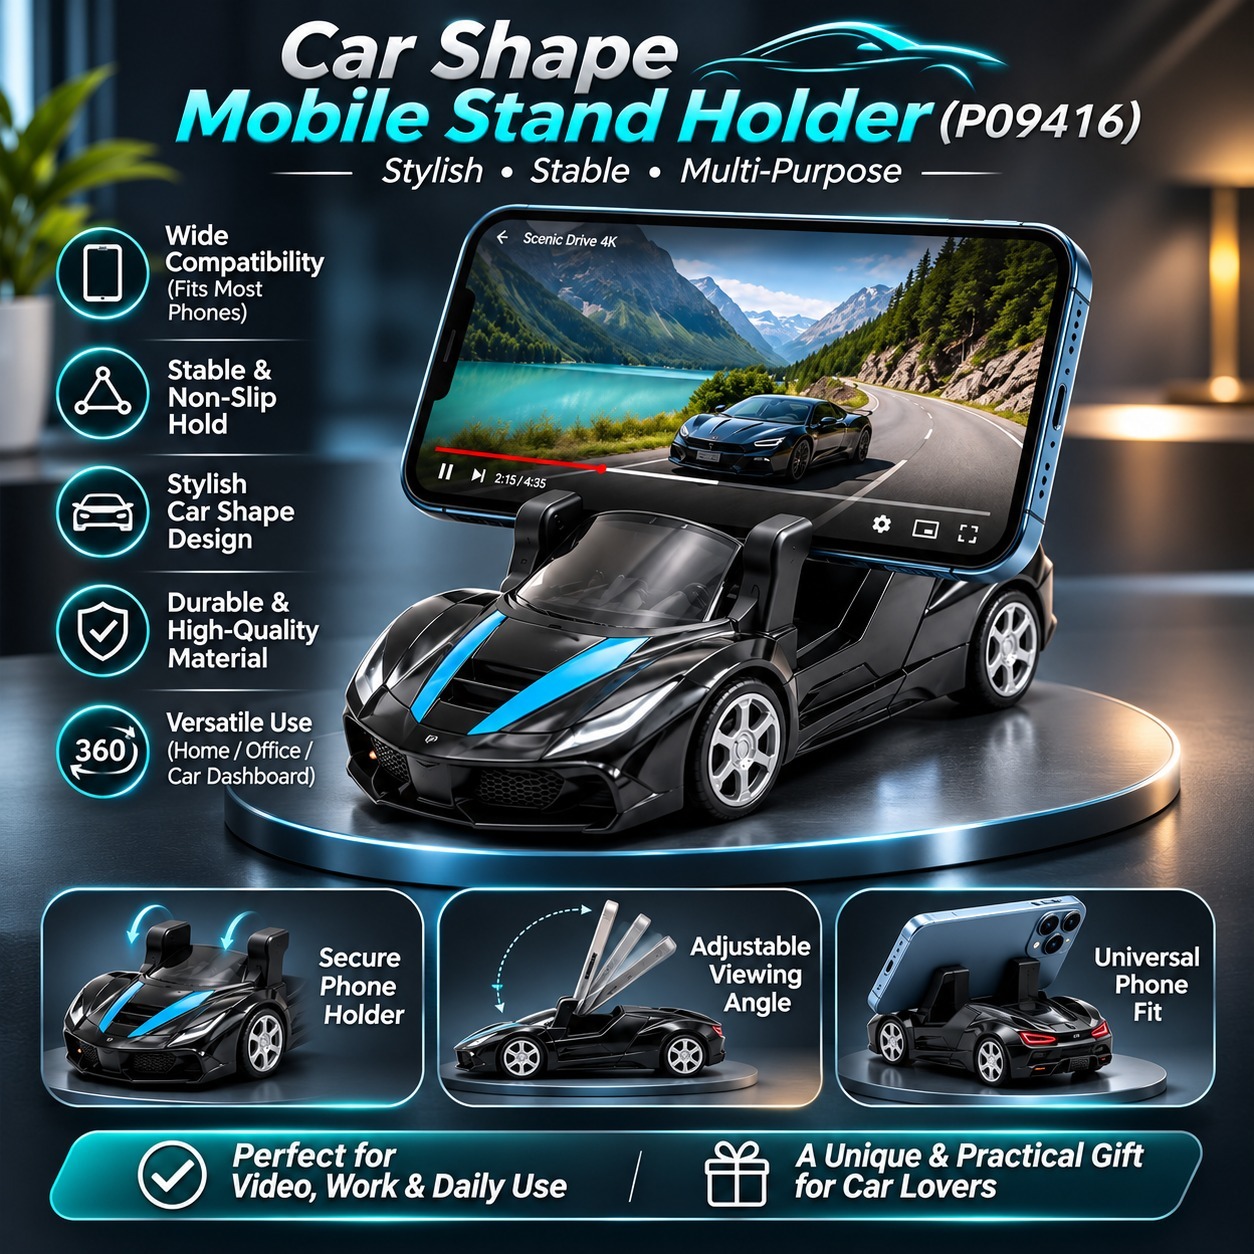 Car Shape
Mobile Stand Holder (P09416)
Stylish • Stable • Multi-Purpose
Wide
Compatibility
(Fits Most
Phones)
Stable &
Non-Slip
Hold
Stylish
Car Shape
Design
Durable &
High-Quality
Material
360
Versatile Use
(Home / Office /
Car Dashboard)
Scenic Drive 4K
2:15 / 4:35
Secure
Phone
Holder
Adjustable
Viewing
Angle
Universal
Phone
Fit
Perfect for
Video, Work & Daily Use
A Unique & Practical Gift
for Car Lovers